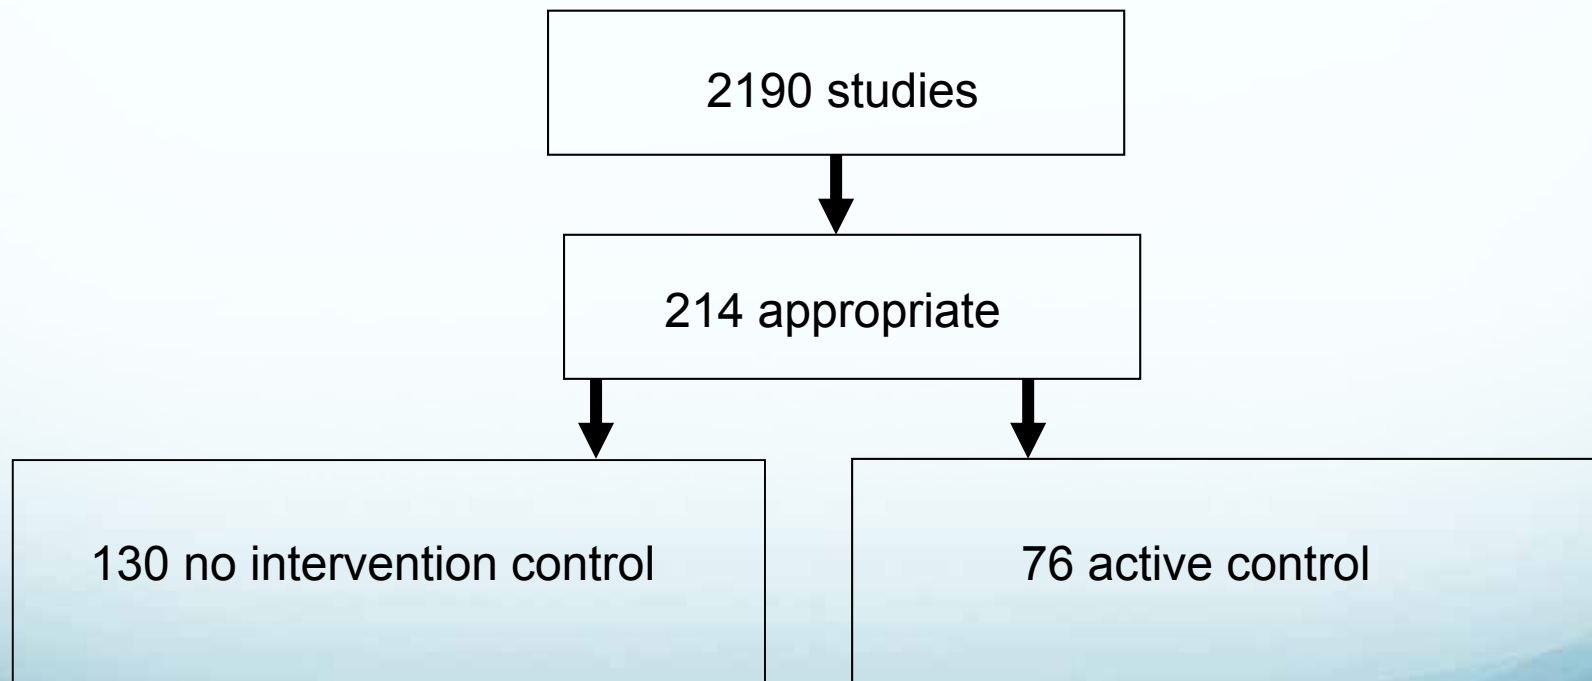 2190 studies
214 appropriate
130 no intervention control
76 active control